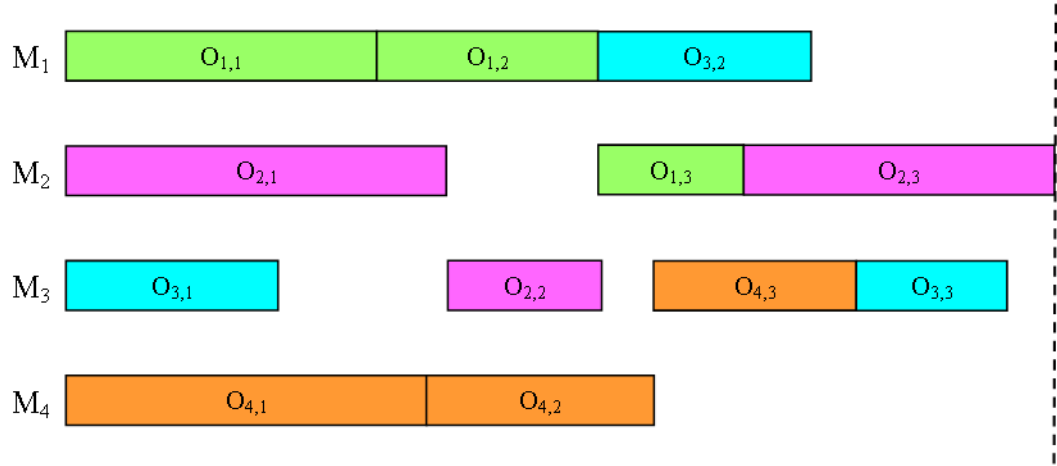 M₁ O₁,₁ O₁,₂ O₃,₂
M₂ O₂,₁ O₁,₃ O₂,₃
M₃ O₃,₁ O₂,₂ O₄,₃ O₃,₃
M₄ O₄,₁ O₄,₂